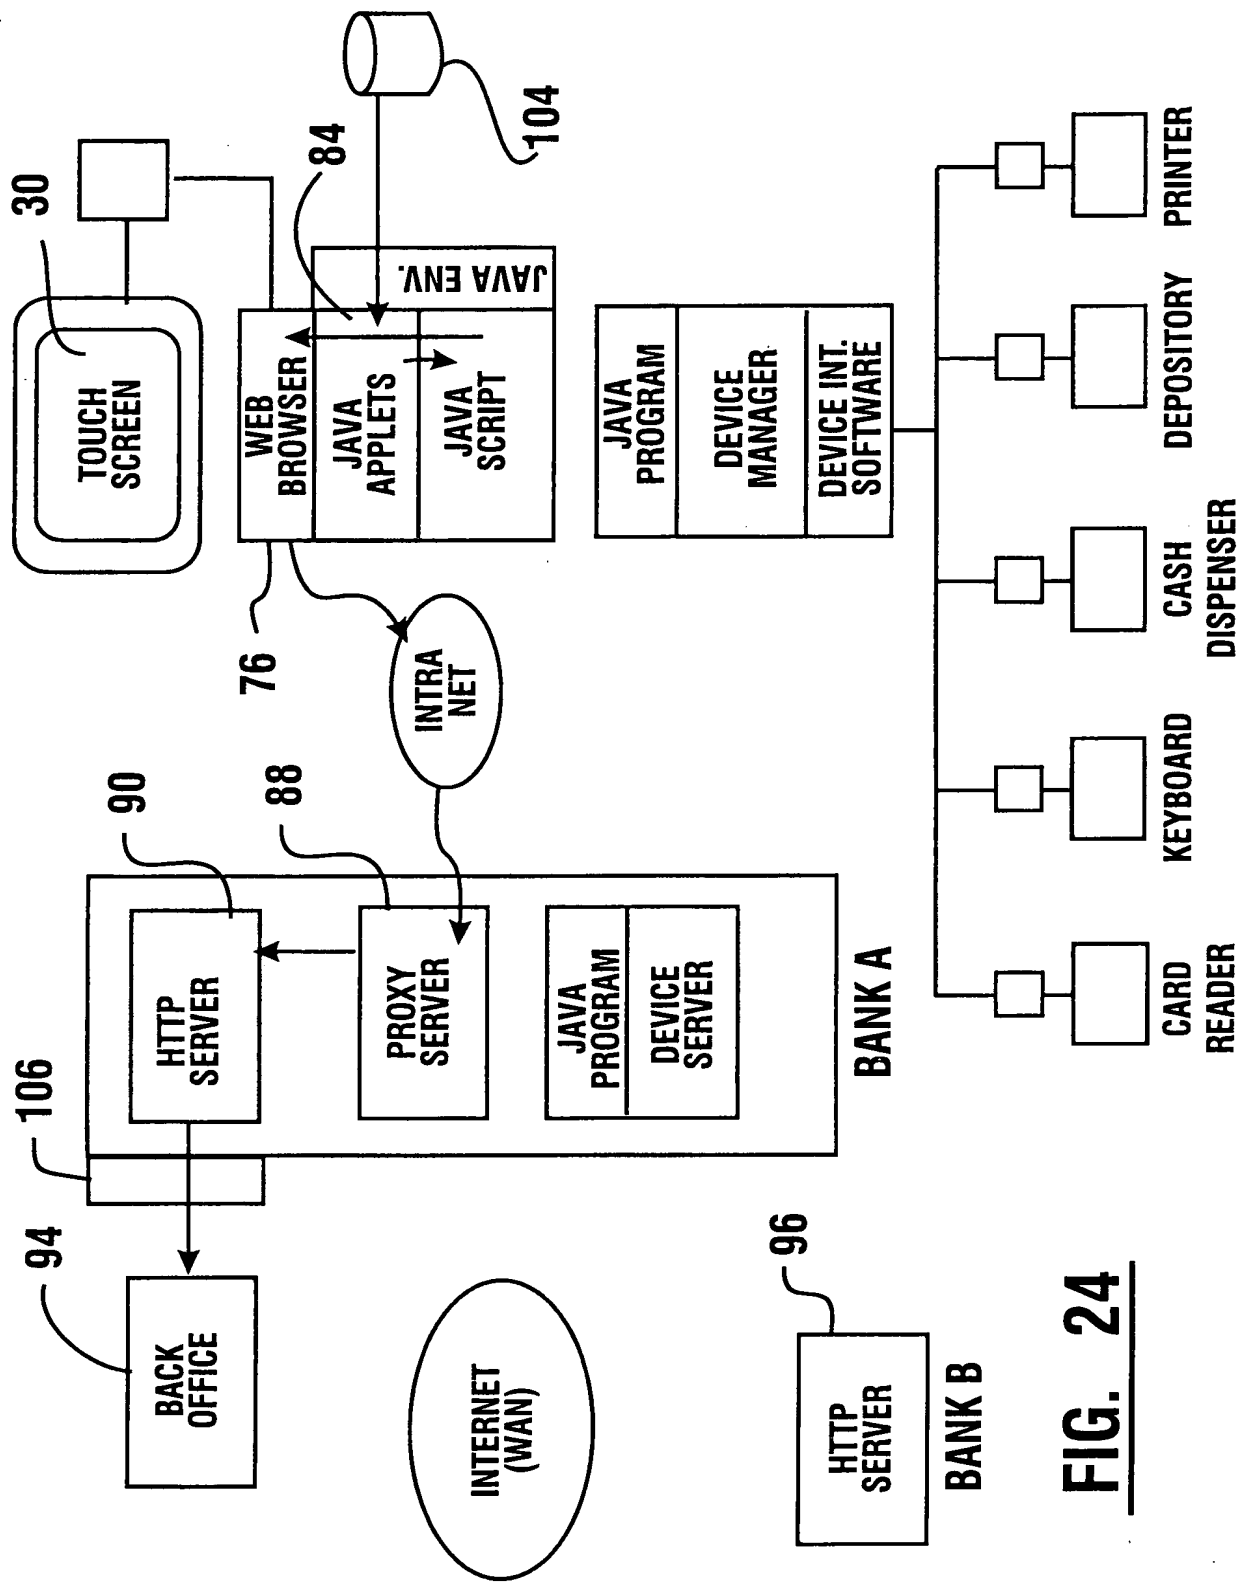 94
BACK
OFFICE
106
90
HTTP
SERVER
88
PROXY
SERVER
JAVA
PROGRAM
DEVICE
SERVER
BANK A
INTERNET
(WAN)
96
HTTP
SERVER
BANK B
30
TOUCH
SCREEN
76
WEB
BROWSER
JAVA
APPLETS
JAVA
SCRIPT
JAVA ENV.
84
104
INTRA
NET
JAVA
PROGRAM
DEVICE
MANAGER
DEVICE INT.
SOFTWARE
CARD
READER
KEYBOARD
CASH
DISPENSER
DEPOSITORY
PRINTER
FIG. 24